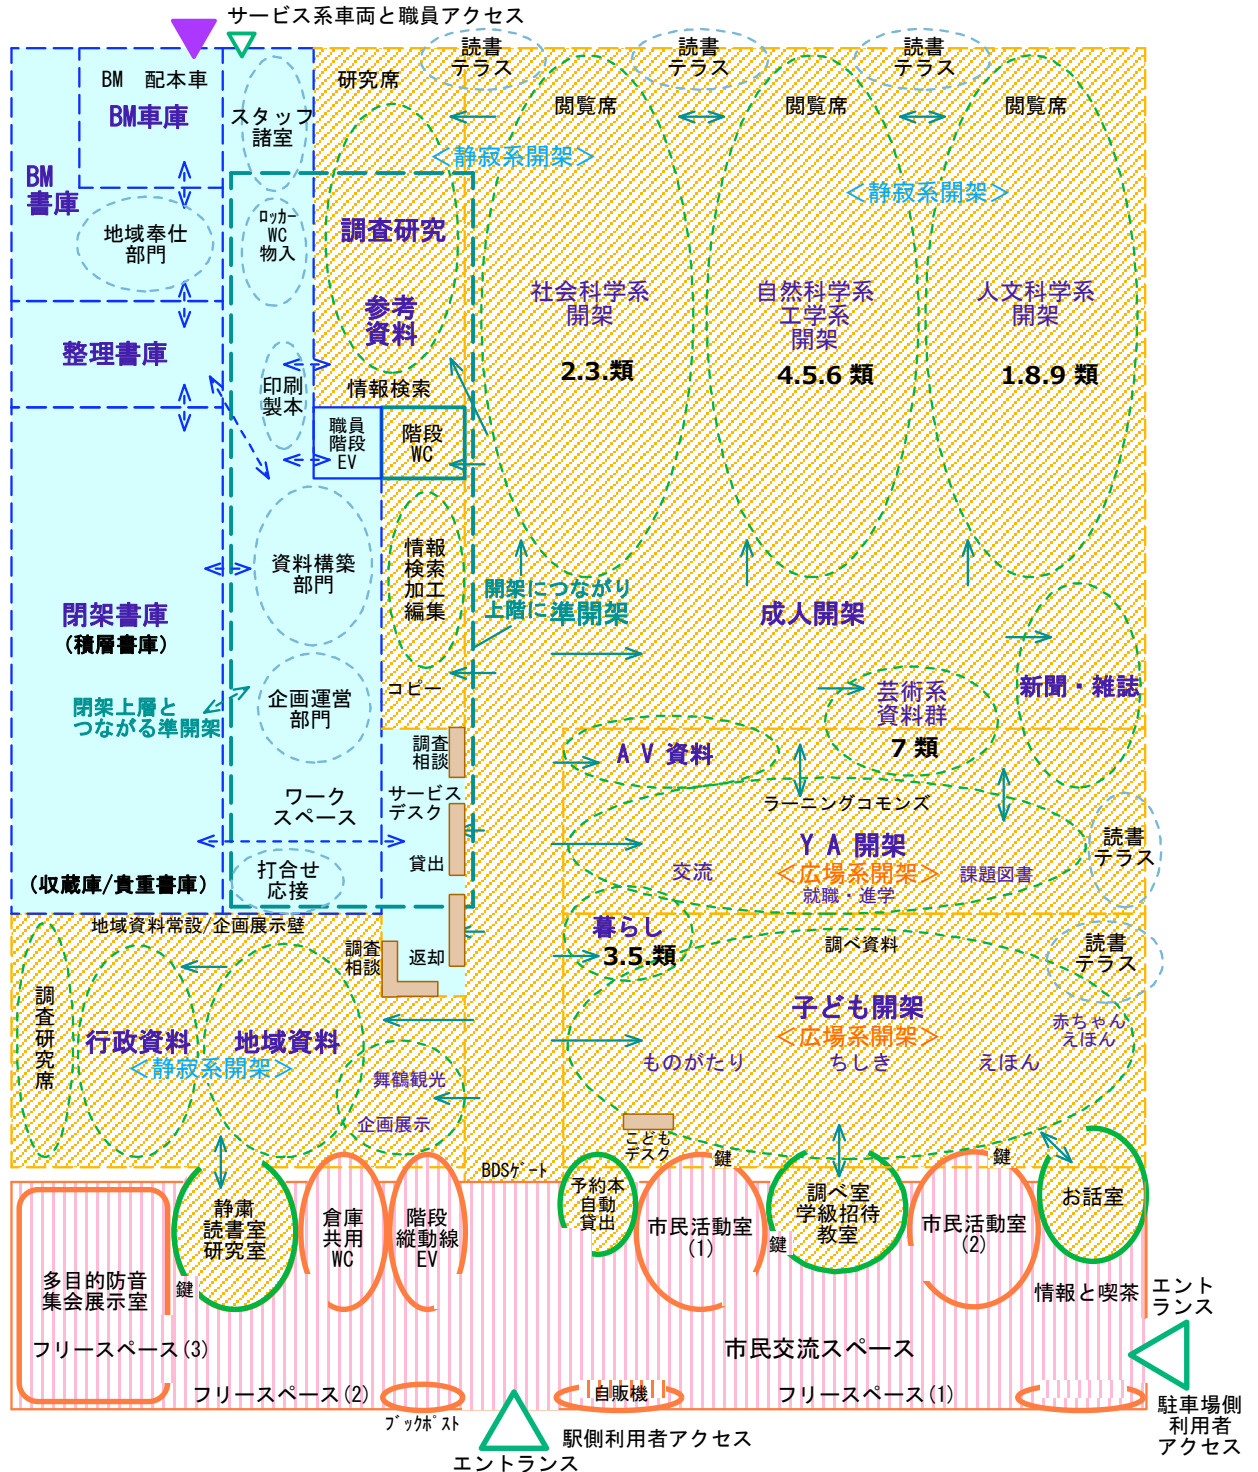 サービス系車両と職員アクセス
BM　配本車
BM車庫
スタッフ
諸室
研究席
読書
テラス
読書
テラス
読書
テラス
閲覧席
閲覧席
閲覧席
＜静寂系開架＞
＜静寂系開架＞
BM
書庫
地域奉仕
部門
ﾛｯｶｰ
WC
物入
調査研究
参考
資料
社会科学系
開架
2.3.類
自然科学系
工学系
開架
4.5.6 類
人文科学系
開架
1.8.9 類
整理書庫
印刷
製本
情報検索
職員
階段
EV
階段
WC
資料構築
部門
情報
検索
加工
編集
開架につながり
上階に準開架
成人開架
閉架書庫
(積層書庫)
閉架上層と
つながる準開架
企画運営
部門
コピー
芸術系
資料群
7 類
新聞・雑誌
調査
相談
ＡＶ 資料
ワーク
スペース
サービス
デスク
ラーニングコモンズ
ＹＡ 開架
＜広場系開架＞
交流
就職・進学
課題図書
読書
テラス
貸出
(収蔵庫/貴重書庫)
打合せ
応接
地域資料常設/企画展示壁
調査
相談
返却
暮らし
3.5.類
調べ資料
読書
テラス
調査研究席
行政資料
地域資料
＜静寂系開架＞
舞鶴観光
企画展示
子ども開架
＜広場系開架＞
ものがたり
ちしき
えほん
赤ちゃん
えほん
こども
デスク
BDSｹﾞｰﾄ
静粛
読書室
研究室
鍵
倉庫
共用
WC
階段
縦動線
EV
予約本
自動
貸出
市民活動室
(1)
鍵
調べ室
学級招待
教室
鍵
市民活動室
(2)
鍵
お話室
多目的防音
集会展示室
フリースペース(3)
フリースペース(2)
市民交流スペース
フリースペース(1)
情報と喫茶
エント
ランス
自販機
ﾌﾞｯｸﾎﾟｽﾄ
駅側利用者アクセス
エントランス
駐車場側
利用者
アクセス